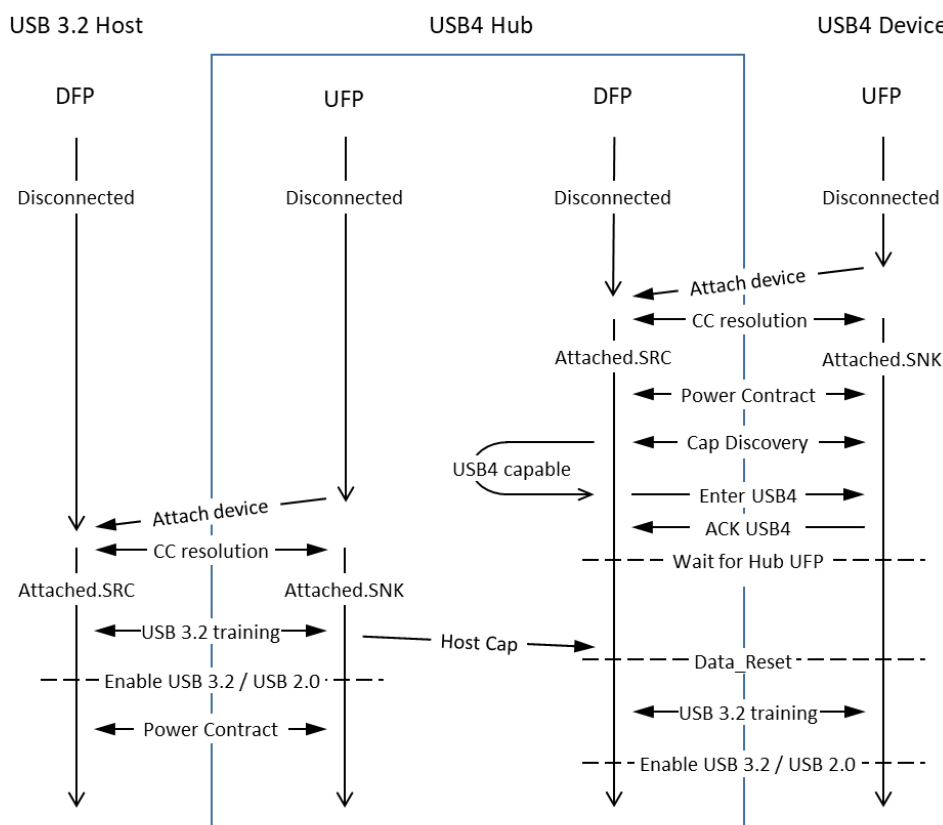 USB 3.2 Host USB4 Hub USB4 Device
DFP UFP DFP UFP
Disconnected Disconnected Disconnected Disconnected
Attach device
CC resolution
Attached.SRC Attached.SNK
Power Contract
Cap Discovery
USB4 capable
Enter USB4
Attach device
ACK USB4
CC resolution
Wait for Hub UFP
Attached.SRC Attached.SNK
USB 3.2 training
Host Cap
Data_Reset
Enable USB 3.2 / USB 2.0
USB 3.2 training
Power Contract
Enable USB 3.2 / USB 2.0